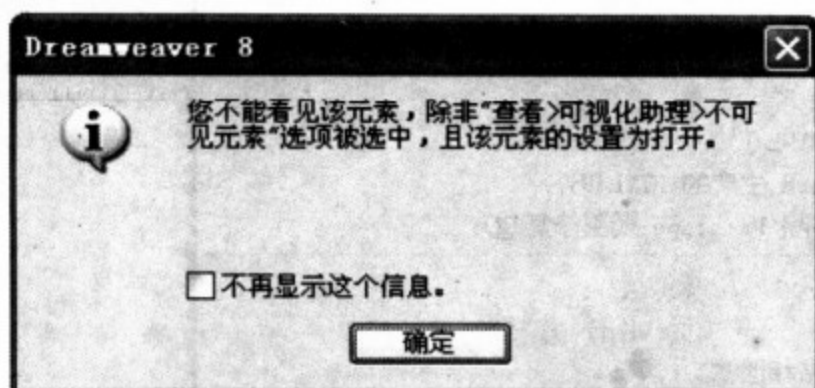 Dreamweaver 8
您不能看见该元素，除非“查看>可视化助理>不可
见元素“选项被选中，且该元素的设置为打开。
不再显示这个信息。
确定